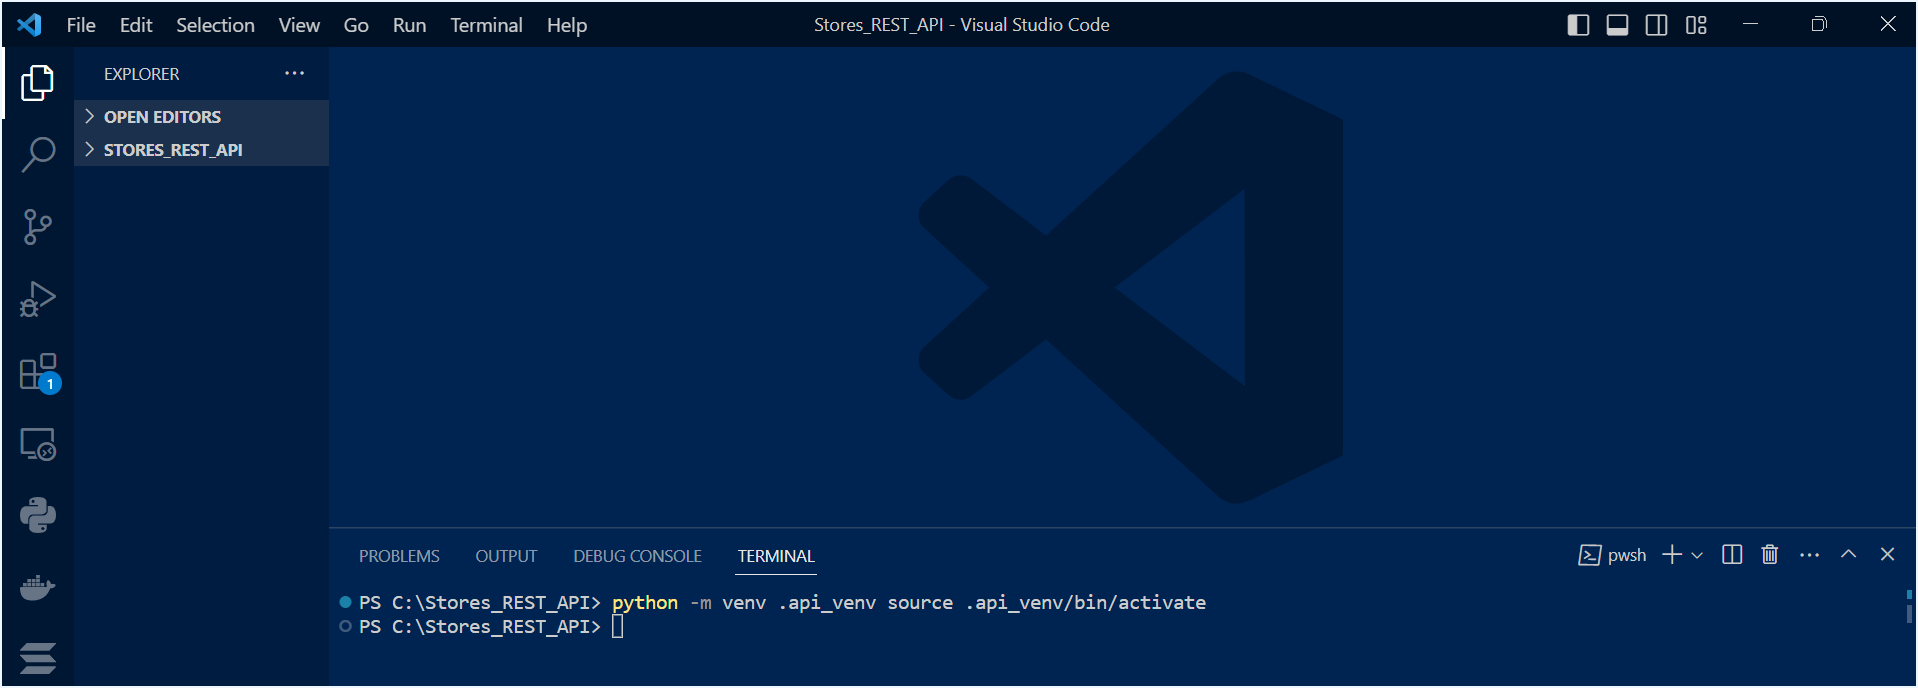 File Edit Selection View Go Run Terminal Help Stores_REST_API - Visual Studio Code
EXPLORER
OPEN EDITORS
STORES_REST_API
1
PROBLEMS OUTPUT DEBUG CONSOLE TERMINAL pwsh
PS C:\Stores_REST_API> python -m venv .api_venv source .api_venv/bin/activate
PS C:\Stores_REST_API>